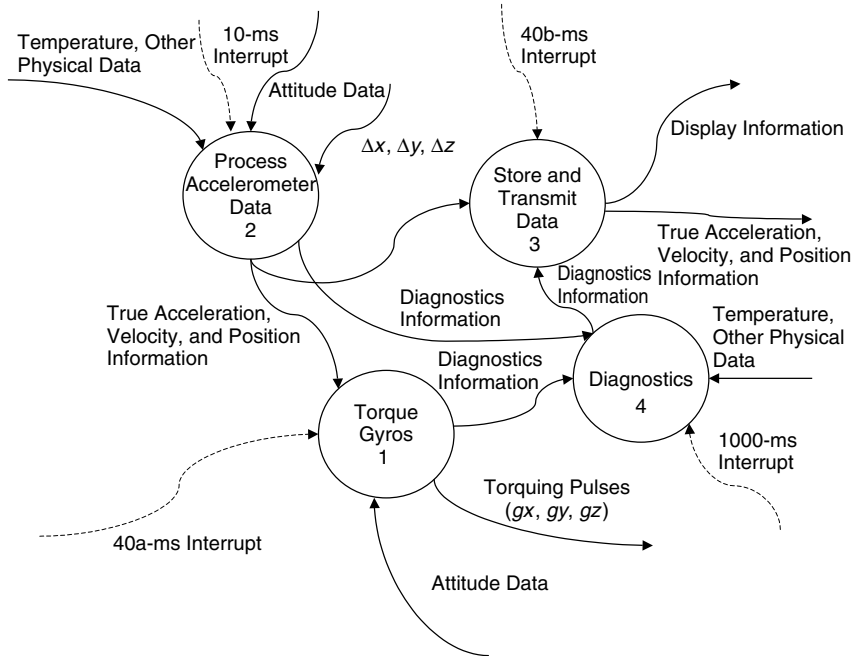 Temperature, Other
Physical Data
10-ms
Interrupt
Attitude Data
Δx, Δy, Δz
40b-ms
Interrupt
Display Information
Process
Accelerometer
Data
2
Store and
Transmit
Data
3
True Acceleration,
Velocity, and Position
Information
Diagnostics
Information
True Acceleration,
Velocity, and Position
Information
Diagnostics
Information
Temperature,
Other Physical
Data
Diagnostics
Information
Diagnostics
4
Torque
Gyros
1
1000-ms
Interrupt
Torquing Pulses
(gx, gy, gz)
40a-ms Interrupt
Attitude Data